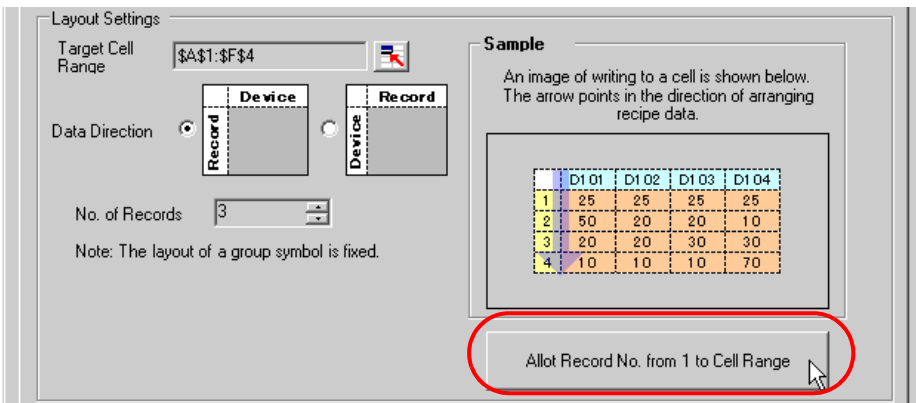 Layout Settings
Target Cell
Range
$A$1:$F$4
Data Direction
Device
Record
Record
Device
No. of Records
3
Note: The layout of a group symbol is fixed.
Sample
An image of writing to a cell is shown below.
The arrow points in the direction of arranging
recipe data.
D101 D102 D103 D104
1 25 25 25 25
2 50 20 20 10
3 20 20 30 30
4 10 10 10 70
Allot Record No. from 1 to Cell Range